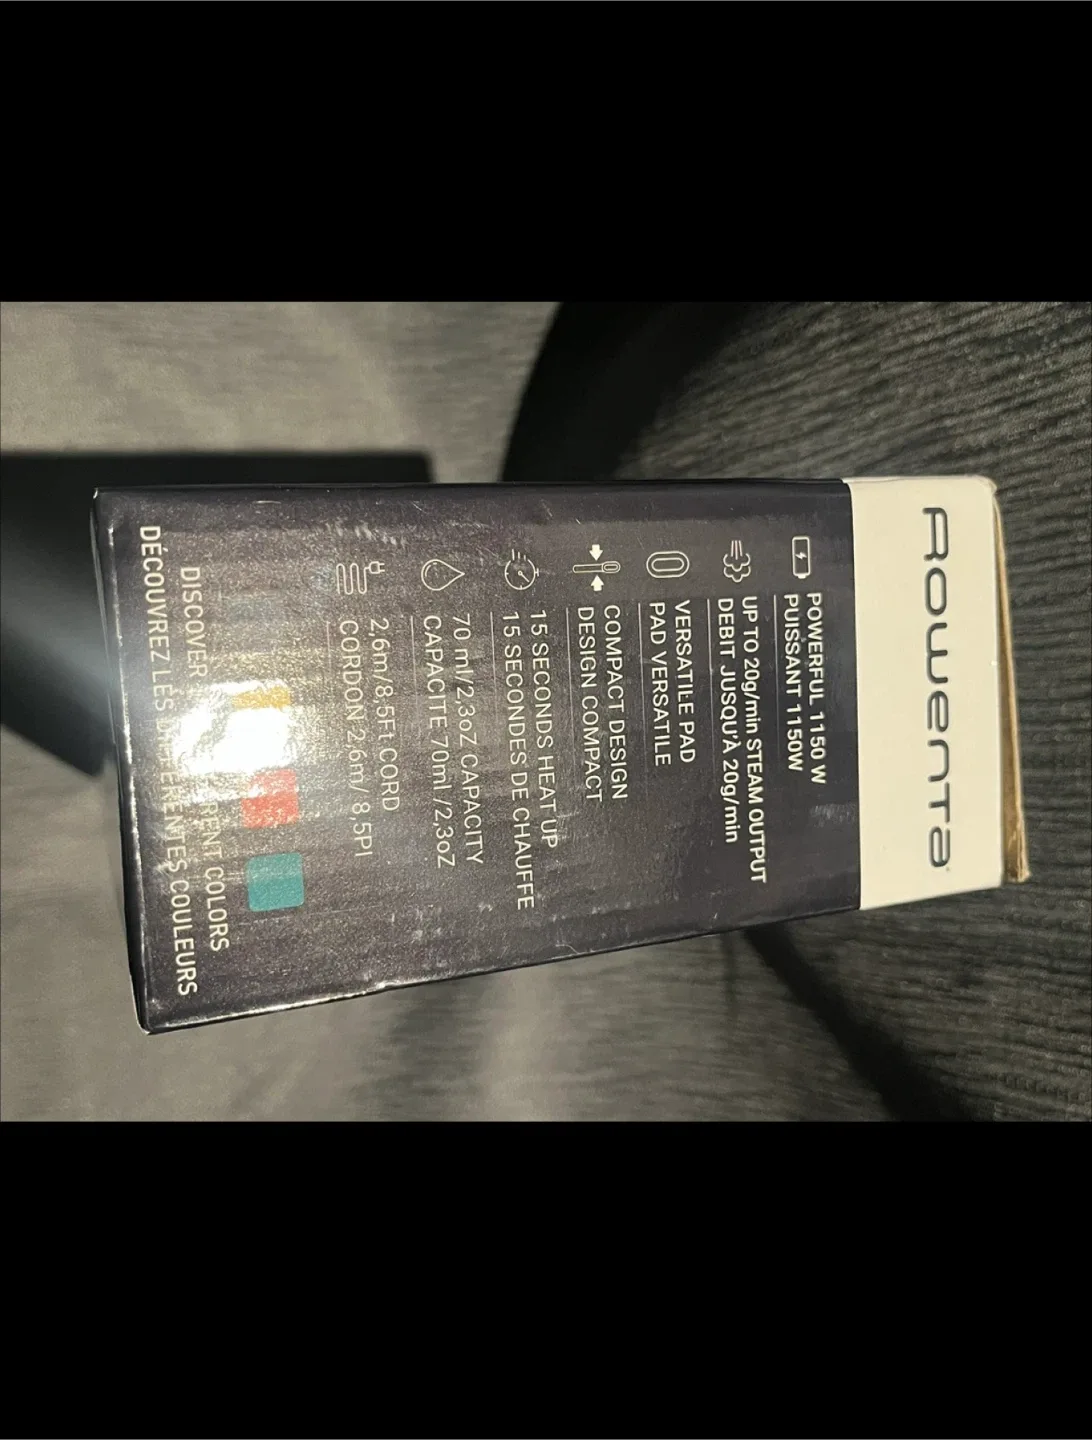 Rowenta
POWERFUL 1150 W
PUISSANT 1150W
UP TO 20g/min STEAM OUTPUT
DEBIT JUSQU'À 20g/min
VERSATILE PAD
PAD VERSATILE
COMPACT DESIGN
DESIGN COMPACT
15 SECONDS HEAT UP
15 SECONDES DE CHAUFFE
70 ml/2,3oZ CAPACITY
CAPACITE 70ml /2,3oZ
2,6m/8,5Ft CORD
CORDON 2,6m/ 8,5PI
DISCOVER COLORS
DÉCOUVREZ LES DIFFÉRENTES COULEURS